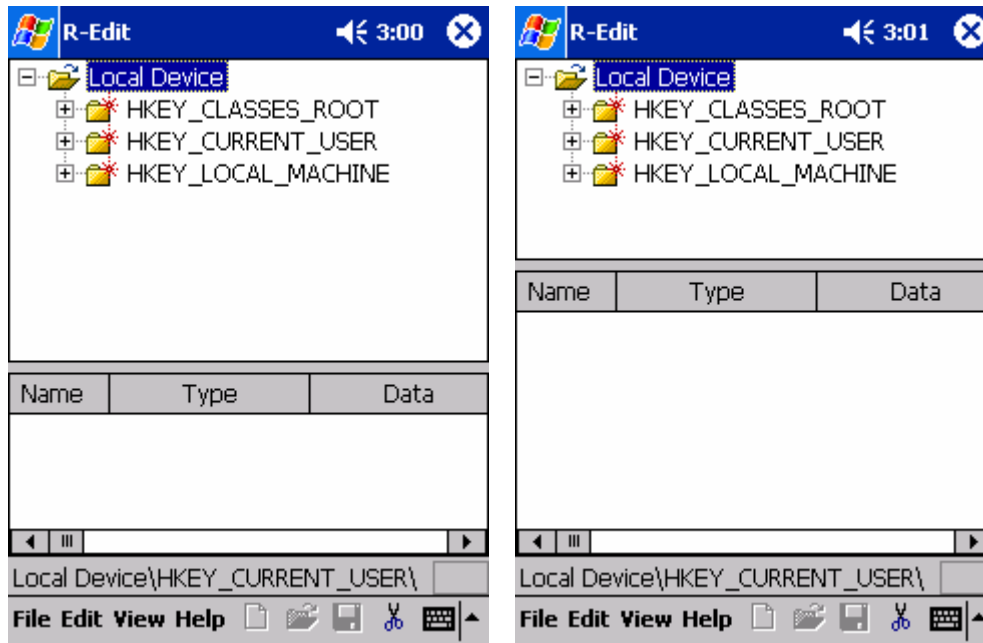 R-Edit 3:00
Local Device
HKEY_CLASSES_ROOT
HKEY_CURRENT_USER
HKEY_LOCAL_MACHINE
Name Type Data
Local Device\HKEY_CURRENT_USER\
File Edit View Help
R-Edit 3:01
Local Device
HKEY_CLASSES_ROOT
HKEY_CURRENT_USER
HKEY_LOCAL_MACHINE
Name Type Data
Local Device\HKEY_CURRENT_USER\
File Edit View Help